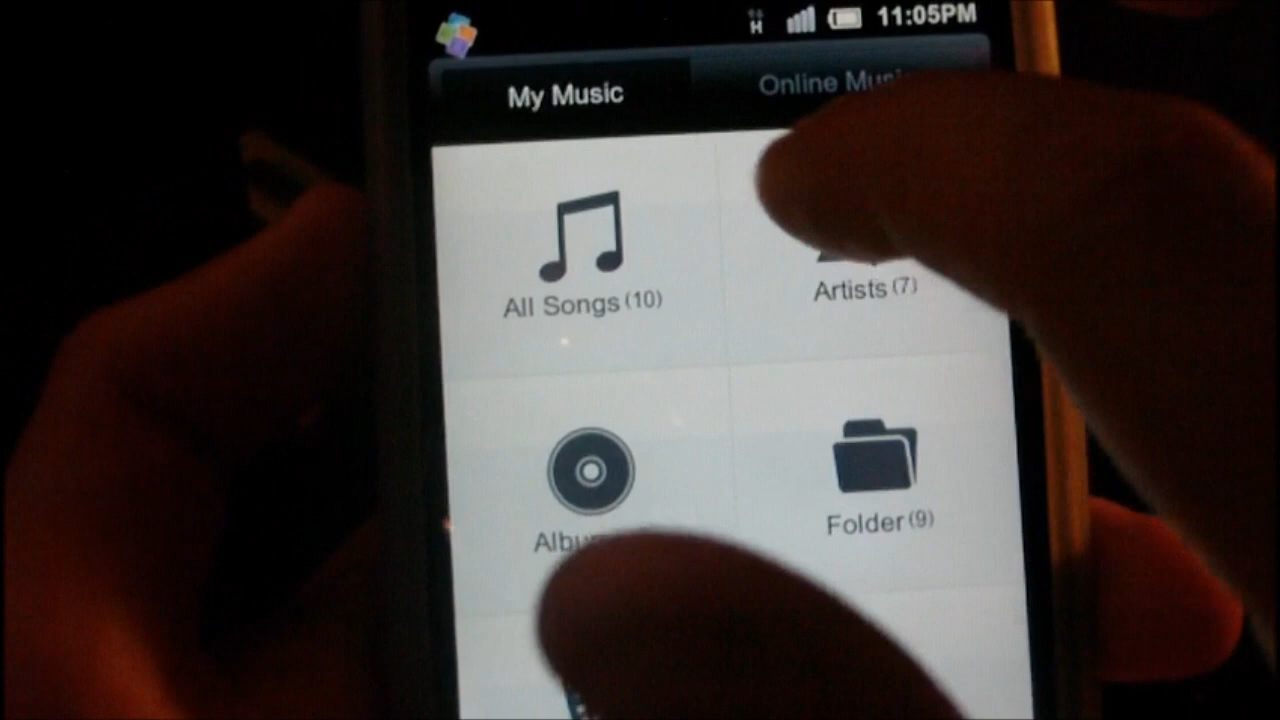 H 11:05PM
My Music
Online Mus
All Songs (10)
Artists (7)
Albu
Folder (9)